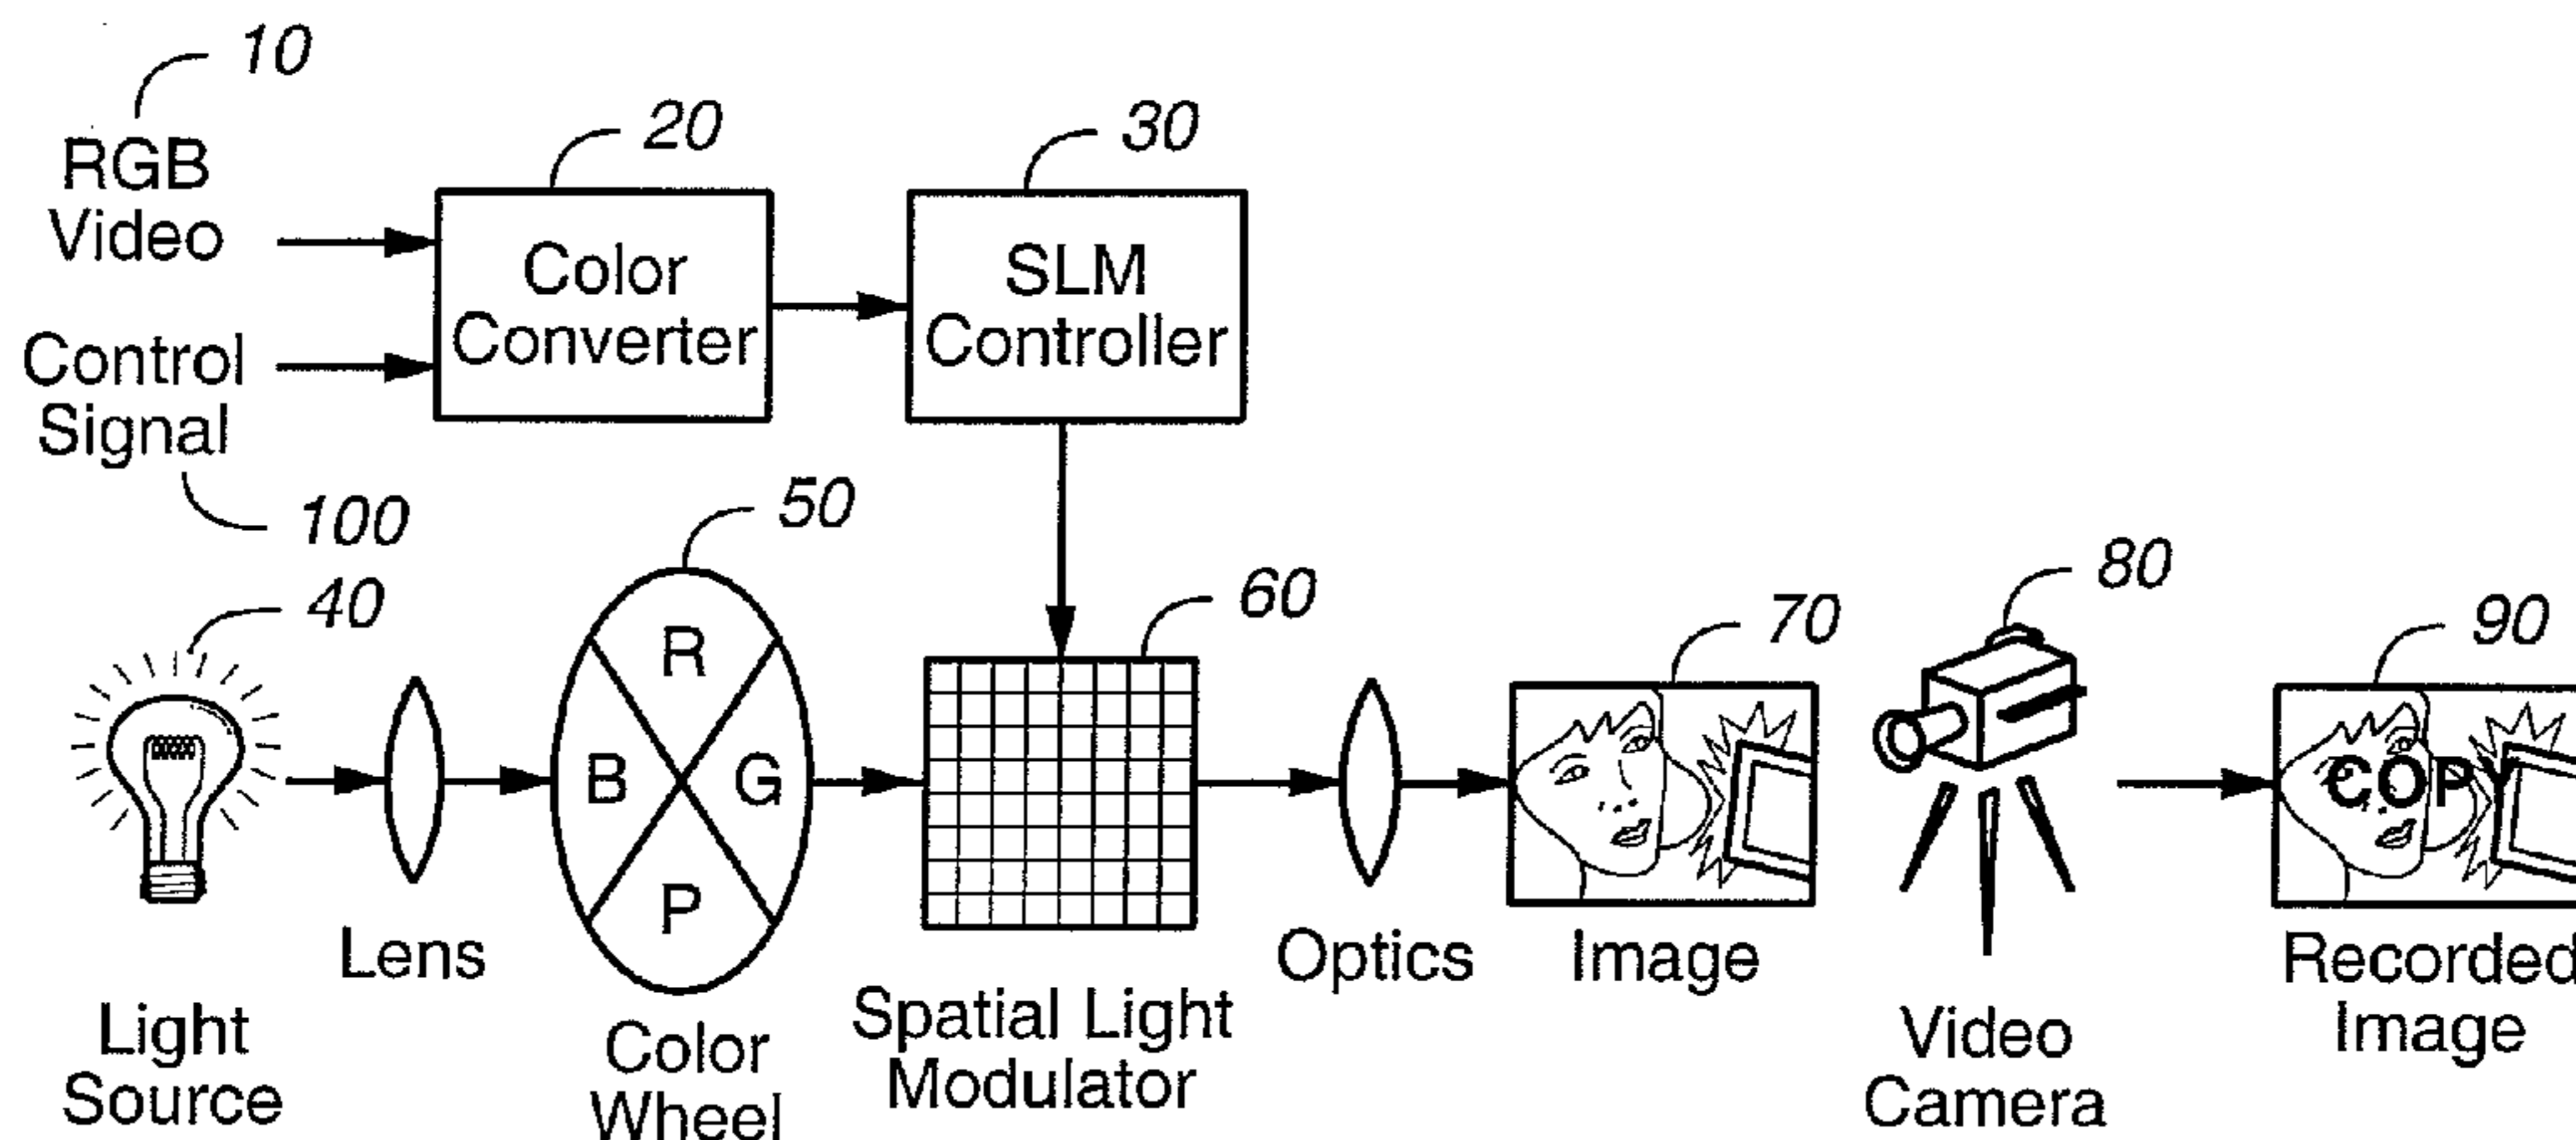 10
RGB
Video
20
30
Color
Converter
SLM
Controller
Control
Signal
100
40
50
60
70
80
90
R
B
G
P
COPY
Lens
Optics
Image
Recorded
Image
Light
Source
Color
Wheel
Spatial Light
Modulator
Video
Camera